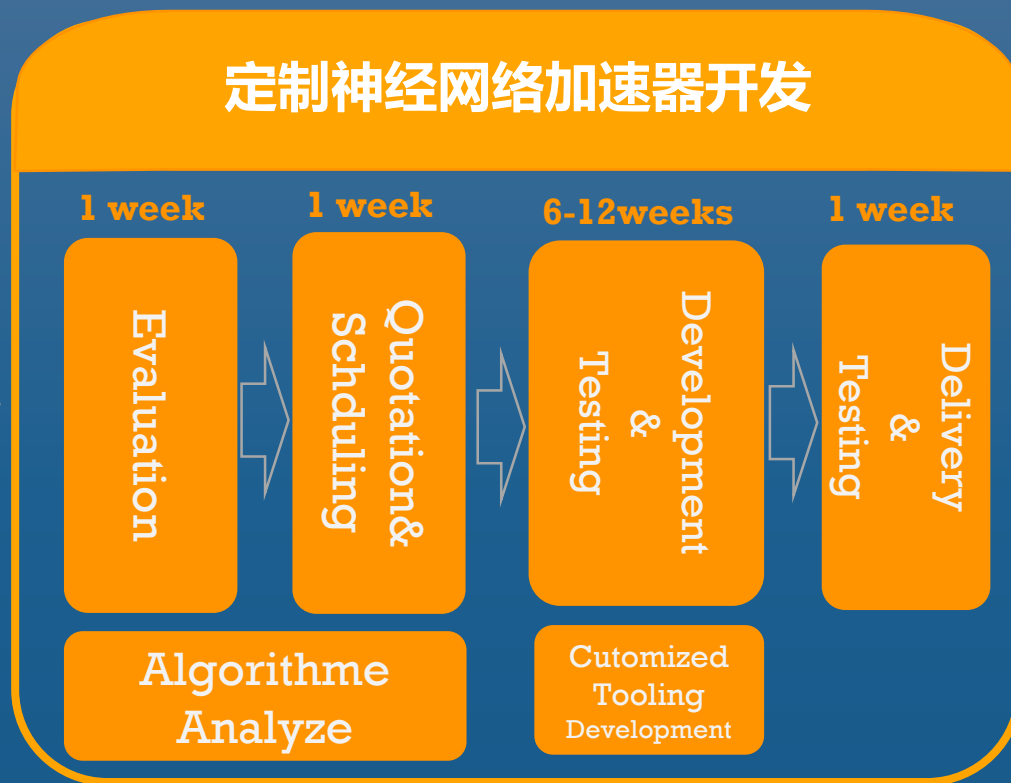 定制神经网络加速器开发
1 week
1 week
6-12weeks
1 week
Evaluation
Quotation&
Schduling
Development
&
Testing
Delivery
&
Testing
Algorithme
Analyze
Cutomized
Tooling
Development